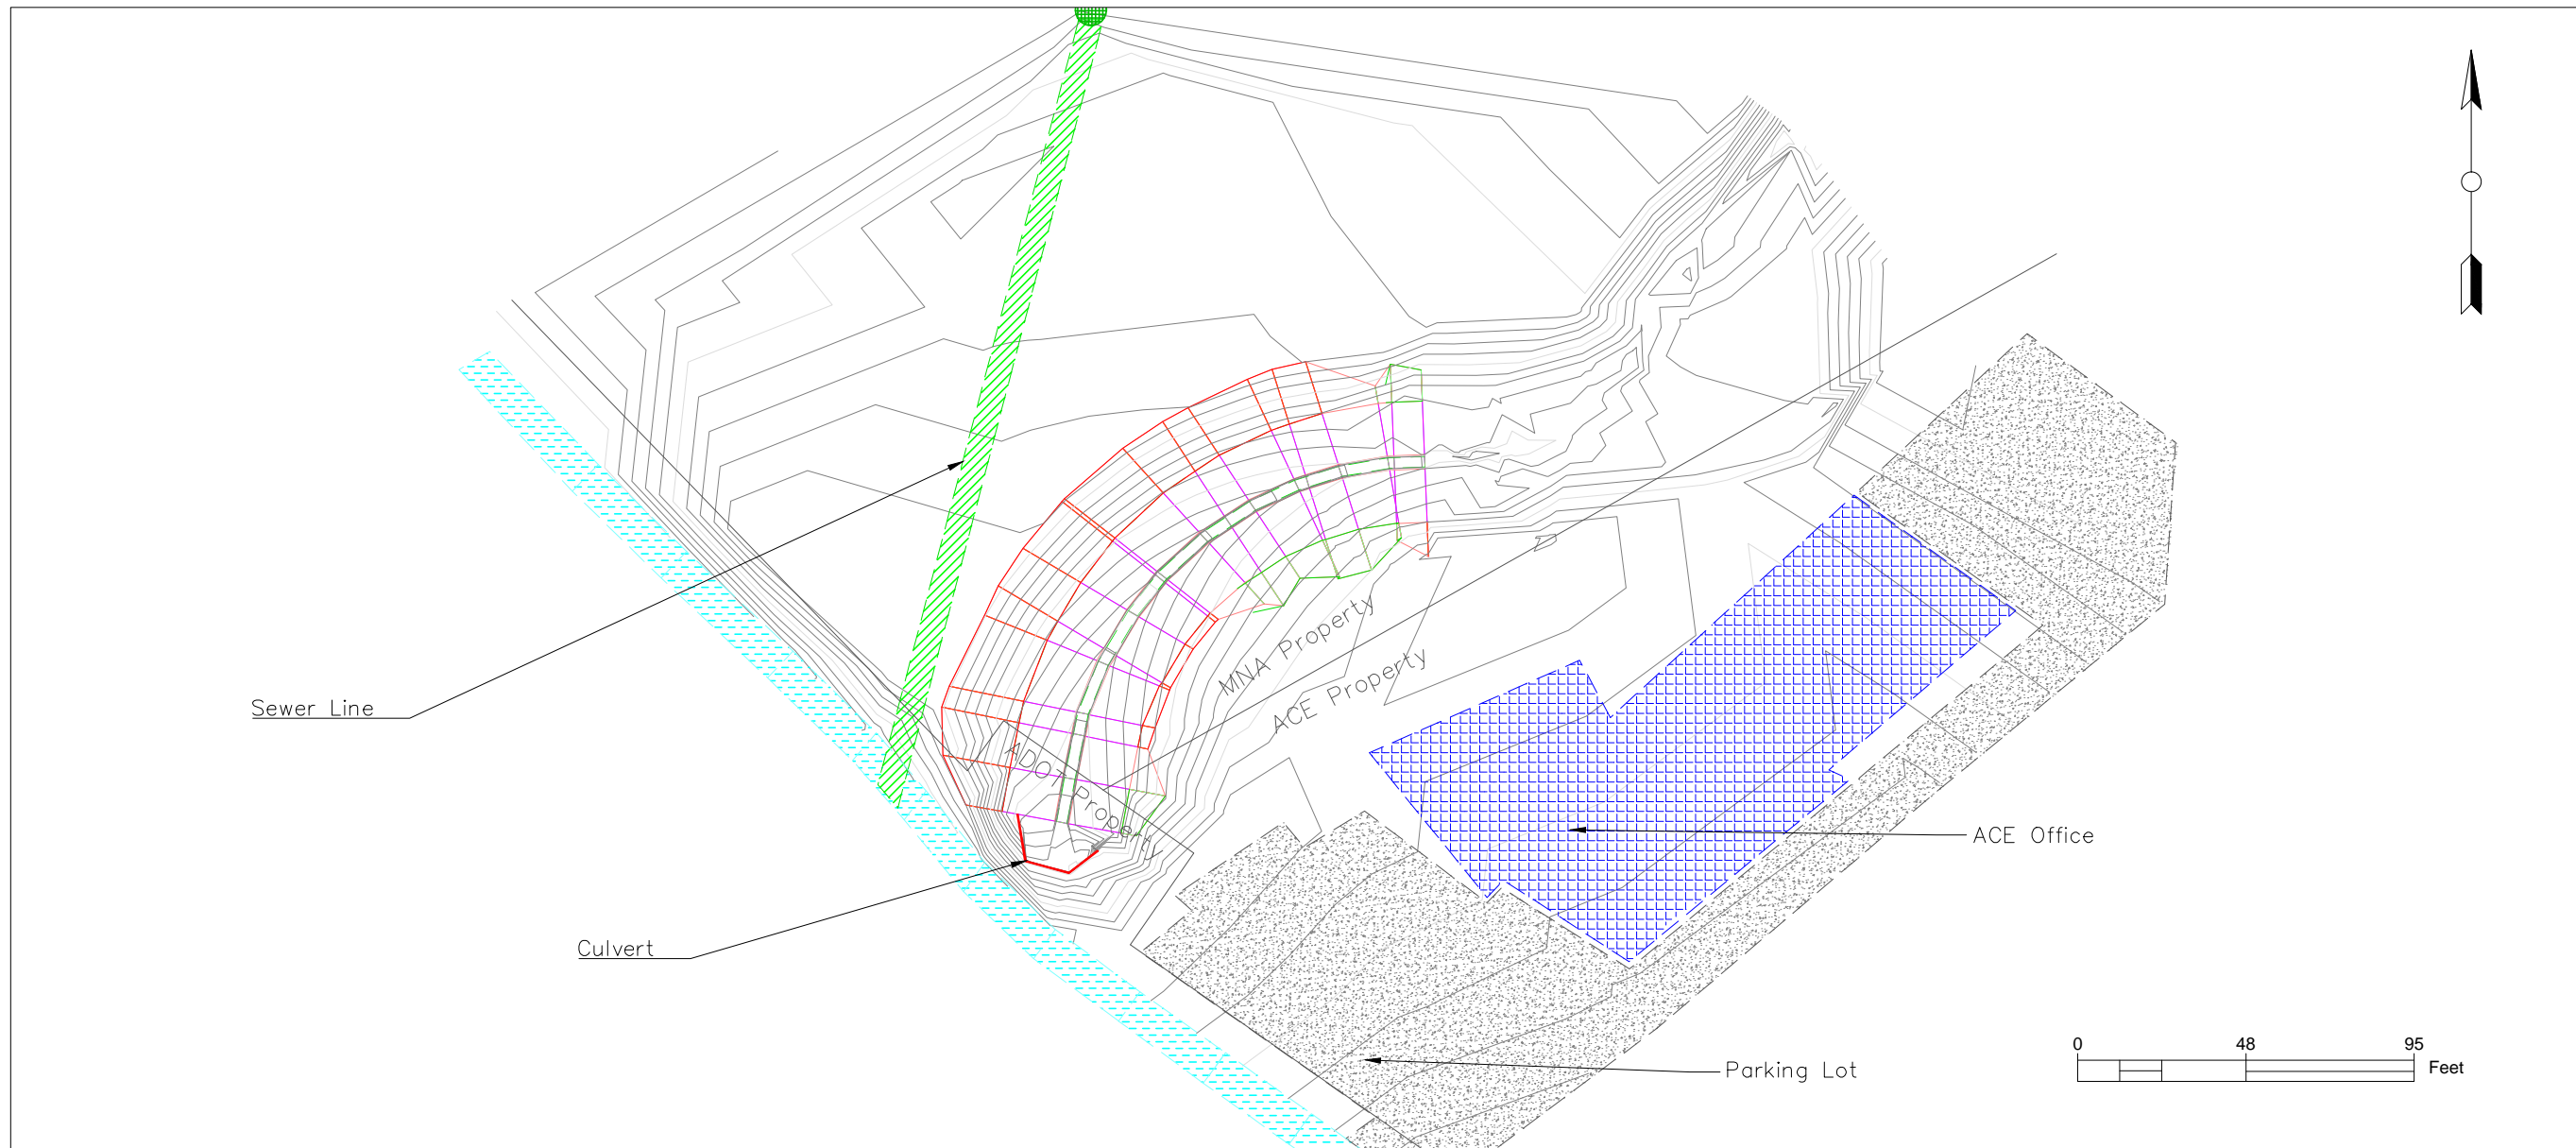 MNA Property
ACE Property
Sewer Line
ADOT Property
ACE Office
Culvert
Parking Lot
0 48 95
Feet